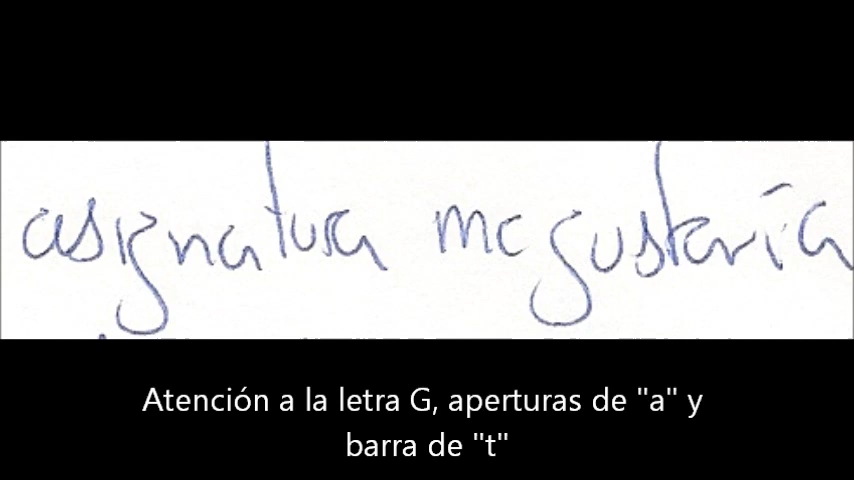 asignatura me gustaría
Atención a la letra G, aperturas de "a" y
barra de "t"